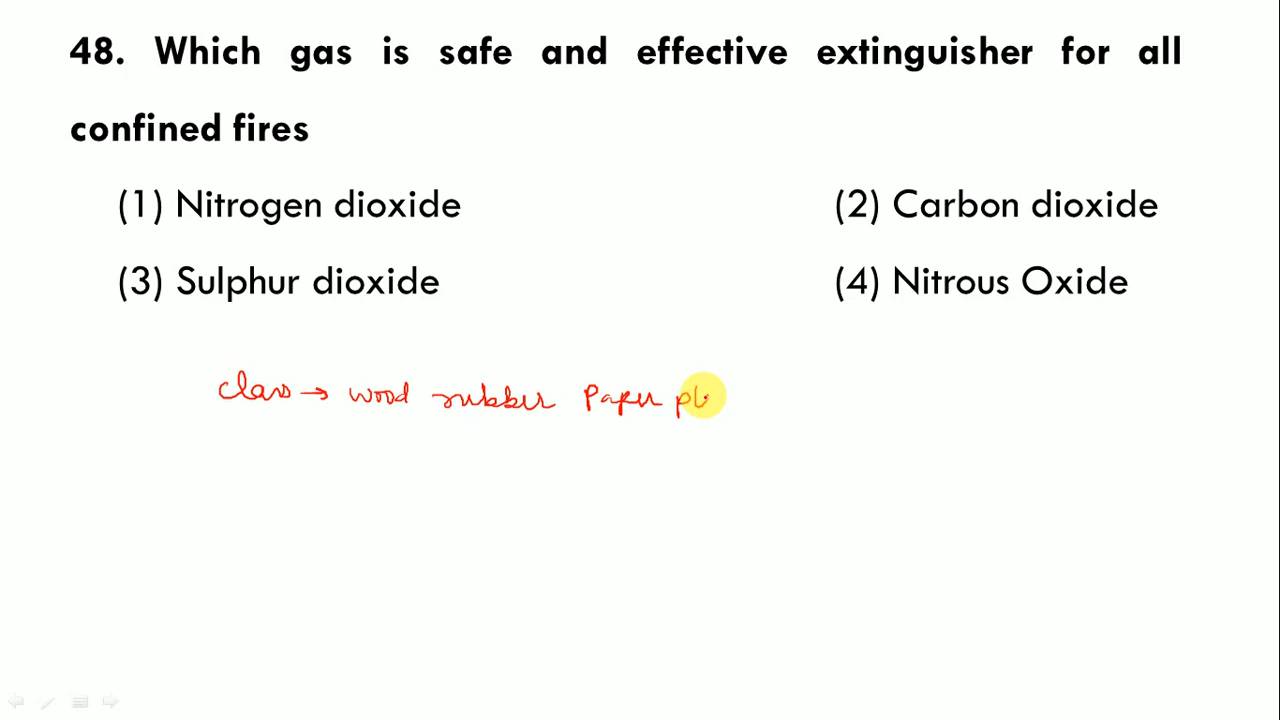 48. Which gas is safe and effective extinguisher for all
confined fires
(1) Nitrogen dioxide (2) Carbon dioxide
(3) Sulphur dioxide (4) Nitrous Oxide
class → wood rubber Paper pl